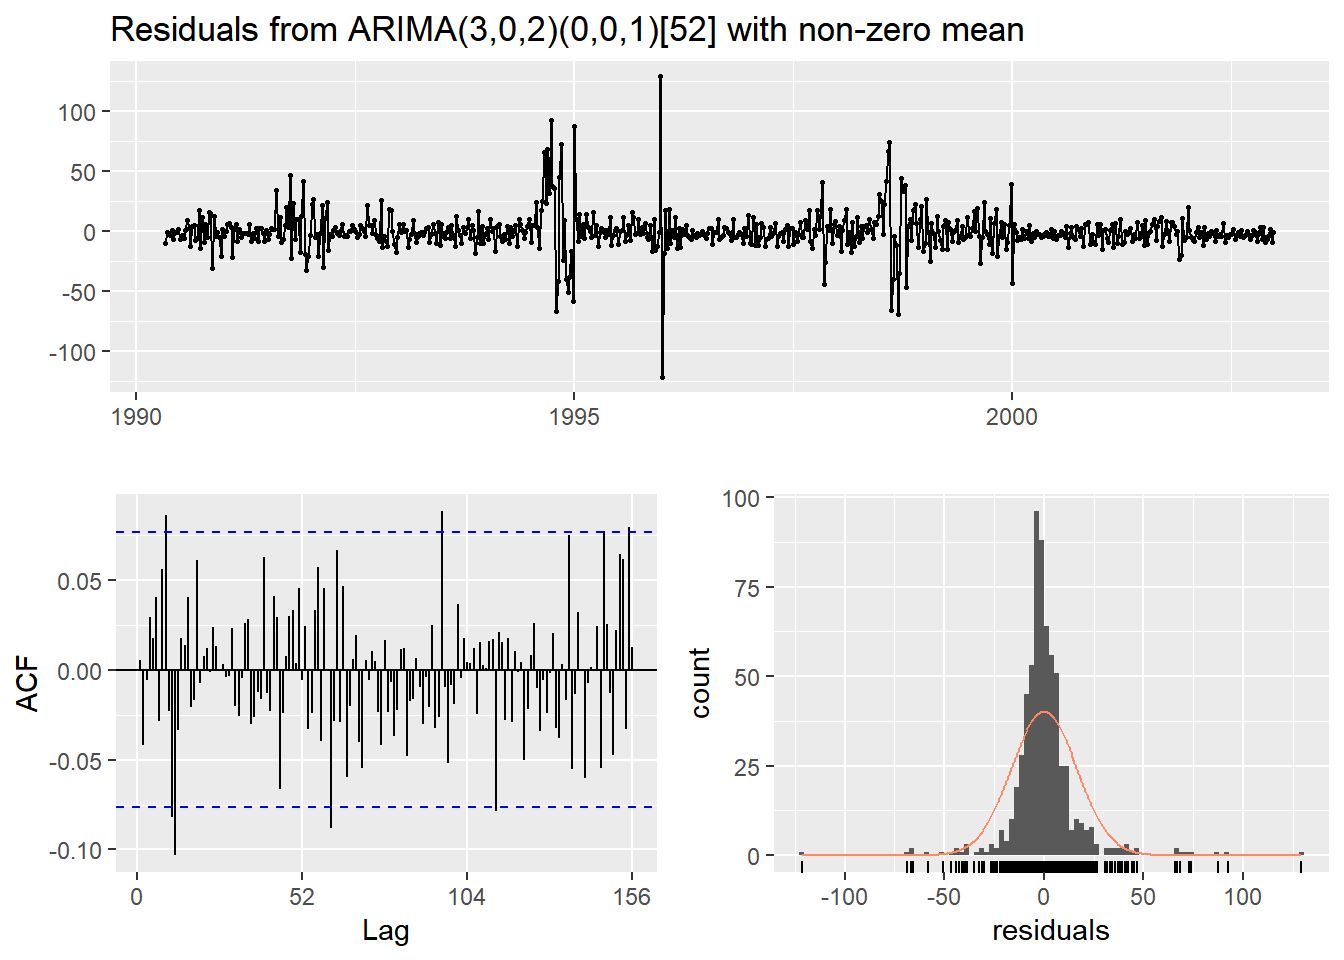 Residuals from ARIMA(3,0,2)(0,0,1)[52] with non-zero mean
100
50
0
-50
-100
1990 1995 2000
ACF
0.05
0.00
-0.05
-0.10
0 52 104 156
Lag
count
100
75
50
25
0
-100 -50 0 50 100
residuals